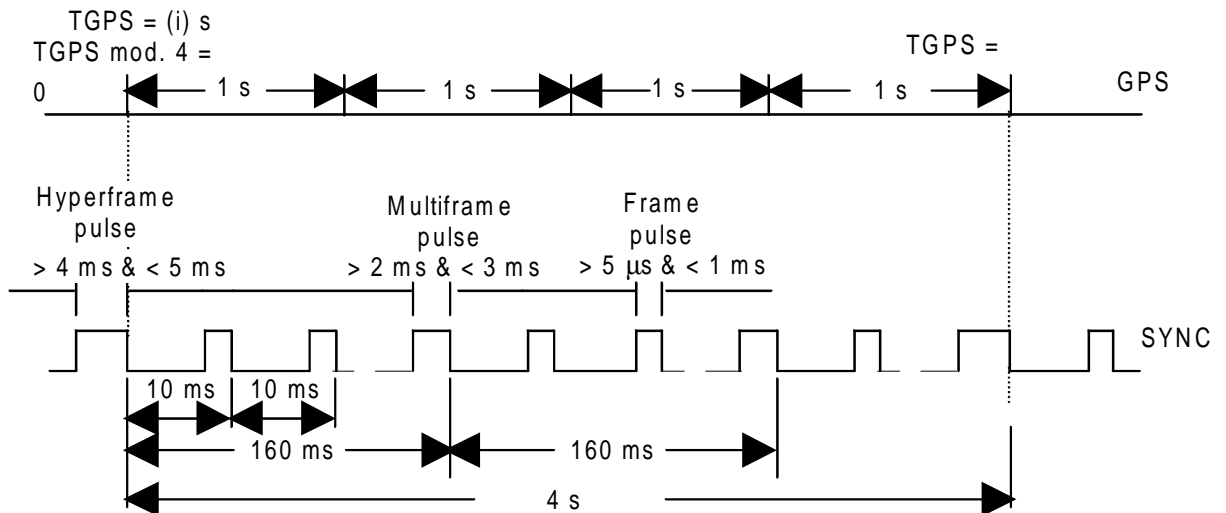 TGPS = (i) s
TGPS mod. 4 =
0
TGPS =
1 s
1 s
1 s
1 s
GPS
Hyperframe
pulse
> 4 ms & < 5 ms
Multiframe
pulse
> 2 ms & < 3 ms
Frame
pulse
> 5 μs & < 1 ms
SYNC
10 ms
10 ms
160 ms
160 ms
4 s